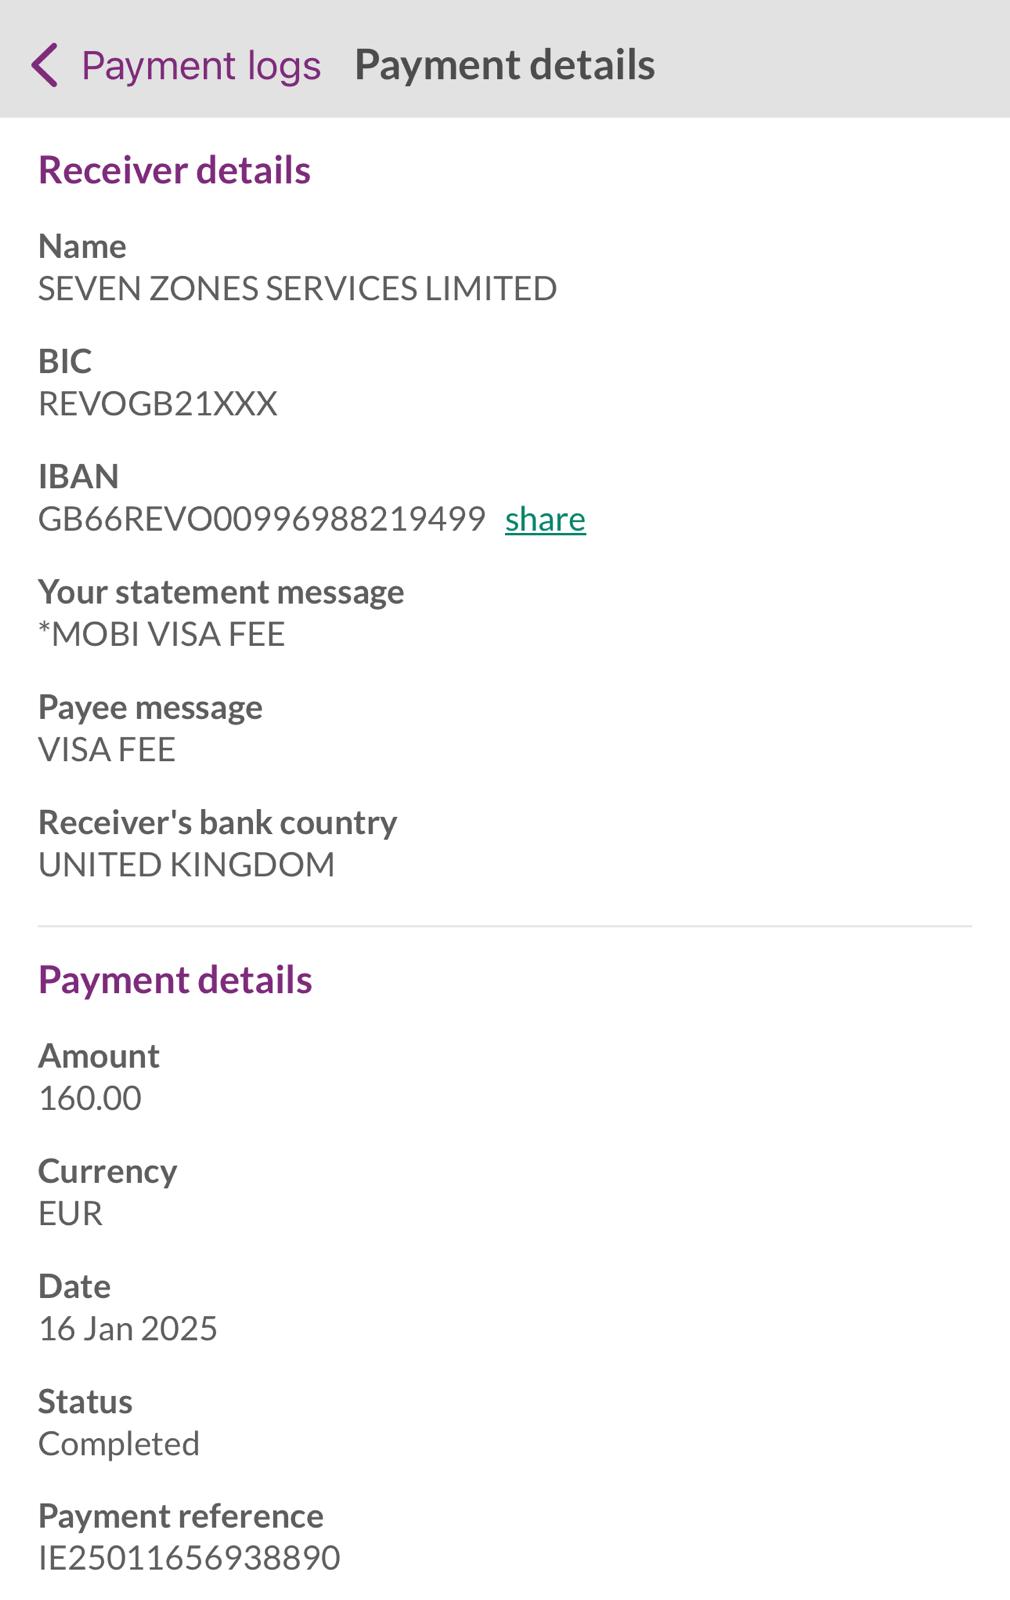 Payment logs Payment details
Receiver details
Name
SEVEN ZONES SERVICES LIMITED
BIC
REVOGB21XXX
IBAN
GB66REVO00996988219499 share
Your statement message
*MOBI VISA FEE
Payee message
VISA FEE
Receiver's bank country
UNITED KINGDOM
Payment details
Amount
160.00
Currency
EUR
Date
16 Jan 2025
Status
Completed
Payment reference
IE25011656938890